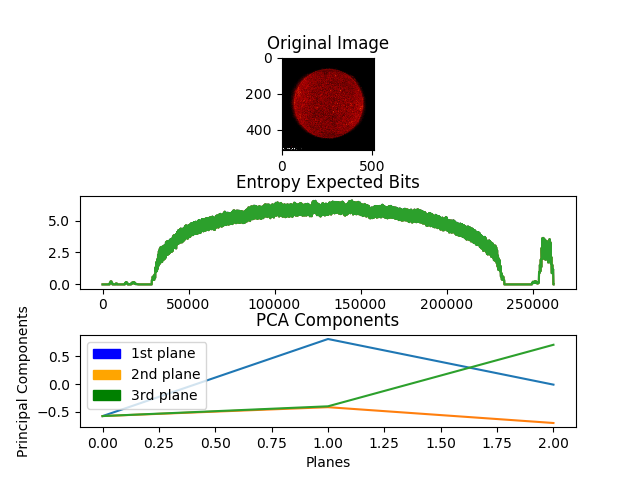 Original Image
0
200
400
0 500
Entropy Expected Bits
5.0
2.5
0.0
0 50000 100000 150000 200000 250000
PCA Components
Principal Components
0.5
0.0
−0.5
1st plane
2nd plane
3rd plane
0.00 0.25 0.50 0.75 1.00 1.25 1.50 1.75 2.00
Planes